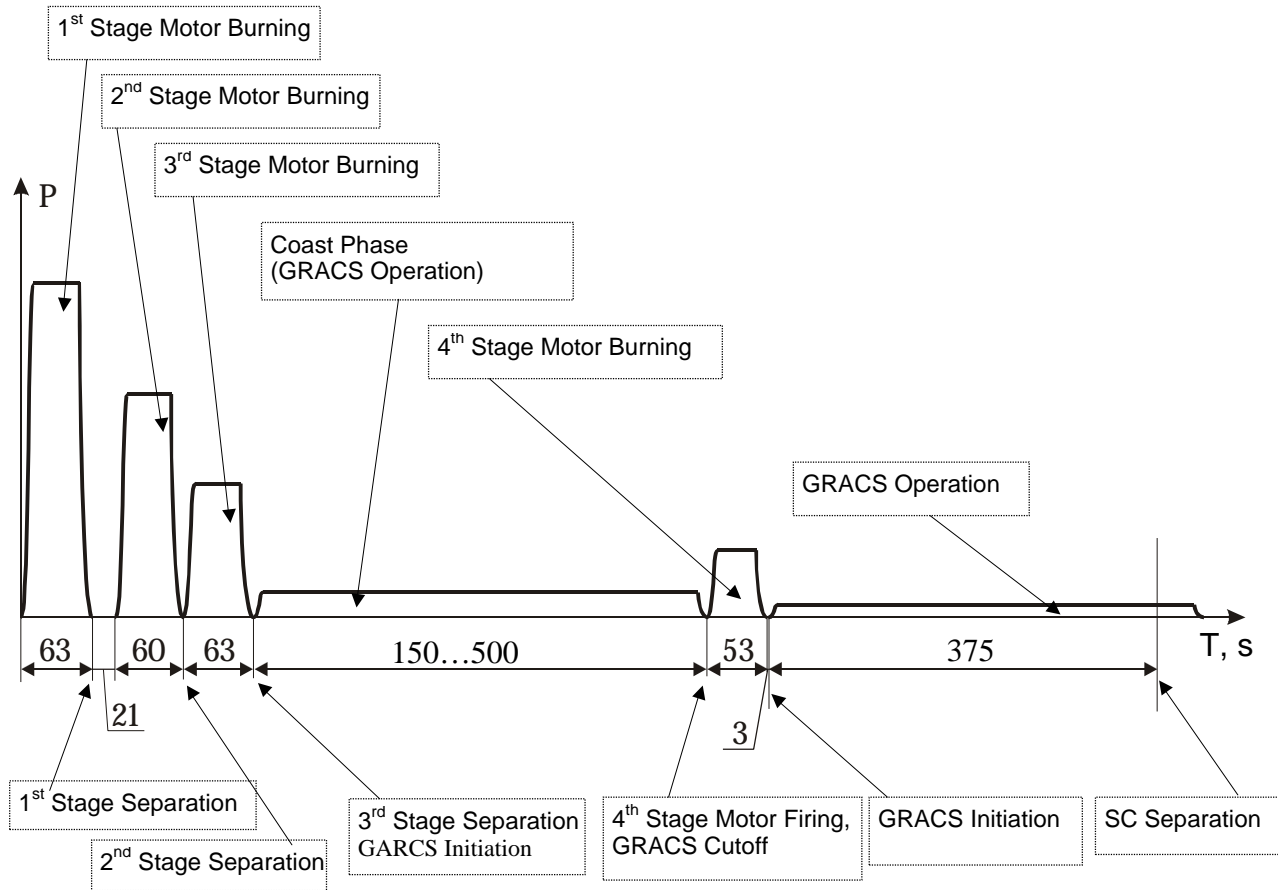 1st Stage Motor Burning
2nd Stage Motor Burning
3rd Stage Motor Burning
P
Coast Phase
(GRACS Operation)
4th Stage Motor Burning
GRACS Operation
63
60
63
150...500
53
375
T, s
21
3
1st Stage Separation
2nd Stage Separation
3rd Stage Separation
GARCS Initiation
4th Stage Motor Firing,
GRACS Cutoff
GRACS Initiation
SC Separation